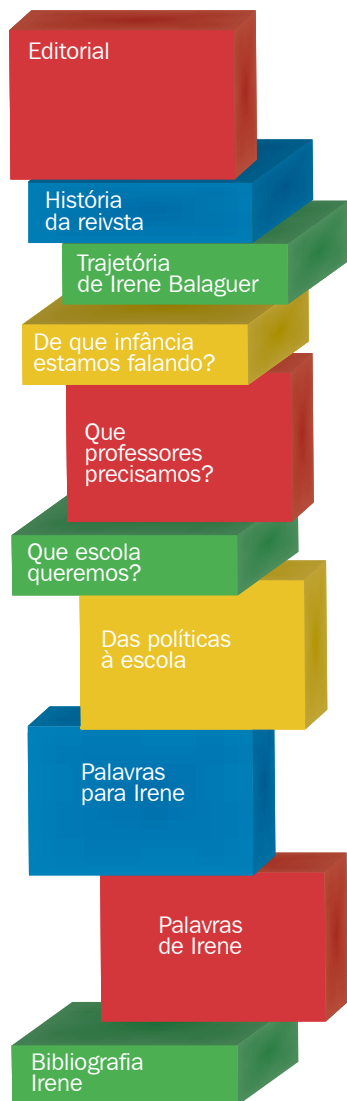 Editorial
História
da reivsta
Trajetória
de Irene Balaguer
De que infância
estamos falando?
Que
professores
precisamos?
Que escola
queremos?
Das políticas
à escola
Palavras
para Irene
Palavras
de Irene
Bibliografia
Irene